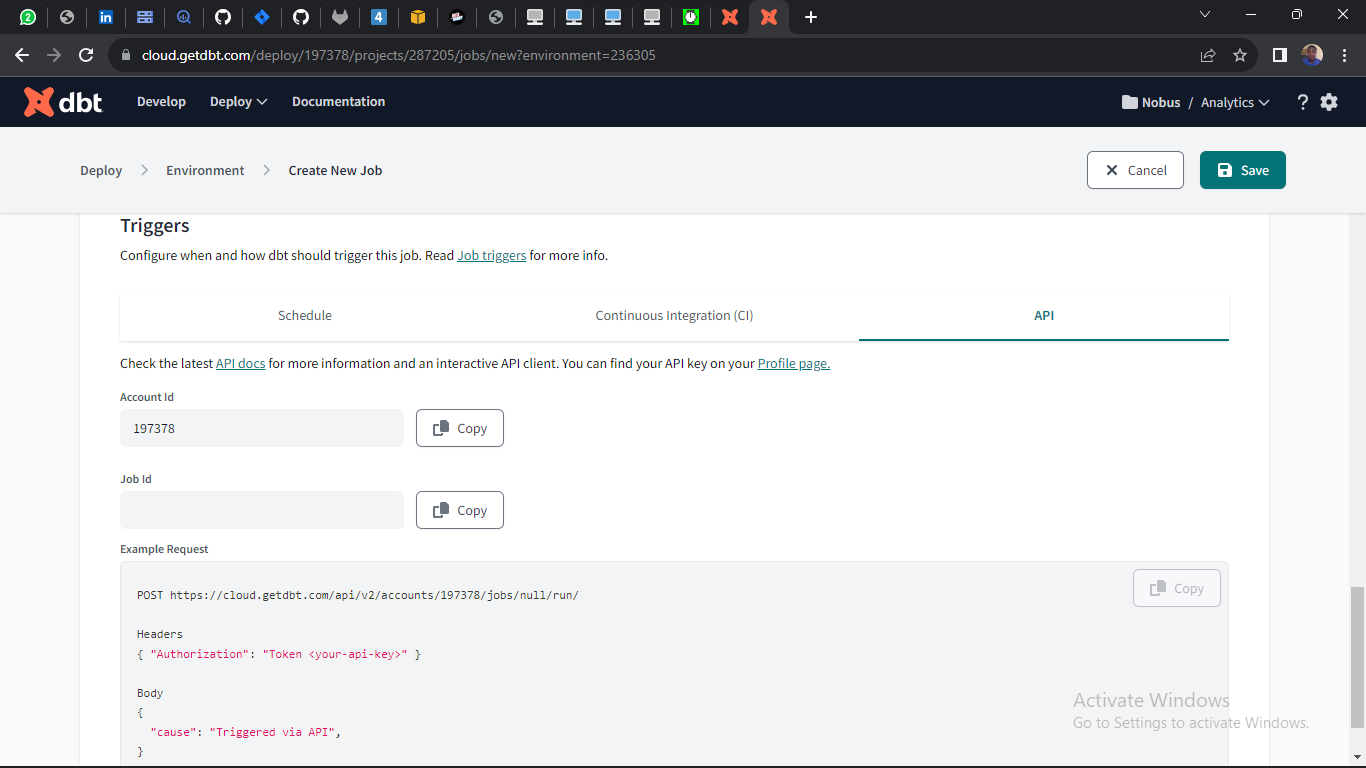 2
in
4
cloud.getdbt.com/deploy/197378/projects/287205/jobs/new?environment=236305
dbt Develop Deploy Documentation Nobus / Analytics ?
Deploy > Environment > Create New Job Cancel Save
Triggers
Configure when and how dbt should trigger this job. Read Job triggers for more info.
Schedule Continuous Integration (CI) API
Check the latest API docs for more information and an interactive API client. You can find your API key on your Profile page.
Account Id
197378 Copy
Job Id
Copy
Example Request
Copy
POST https://cloud.getdbt.com/api/v2/accounts/197378/jobs/null/run/
Headers
{ "Authorization": "Token <your-api-key>" }
Body
{
"cause": "Triggered via API",
}
Activate Windows
Go to Settings to activate Windows.